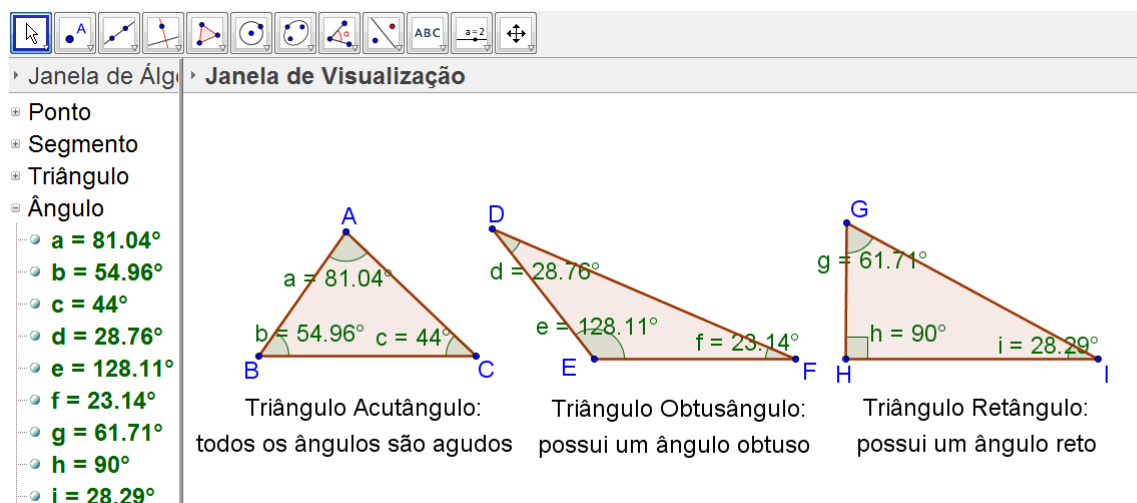 A
α
ABC
a=2
Janela de Álg
Janela de Visualização
Ponto
Segmento
Triângulo
Ângulo
a = 81.04°
b = 54.96°
c = 44°
d = 28.76°
e = 128.11°
f = 23.14°
g = 61.71°
h = 90°
i = 28.29°
A
a = 81.04°
b = 54.96°
c = 44°
B
C
Triângulo Acutângulo:
todos os ângulos são agudos
D
d = 28.76°
e = 128.11°
f = 23.14°
E
F
Triângulo Obtusângulo:
possui um ângulo obtuso
G
g = 61.71°
h = 90°
i = 28.29°
H
I
Triângulo Retângulo:
possui um ângulo reto